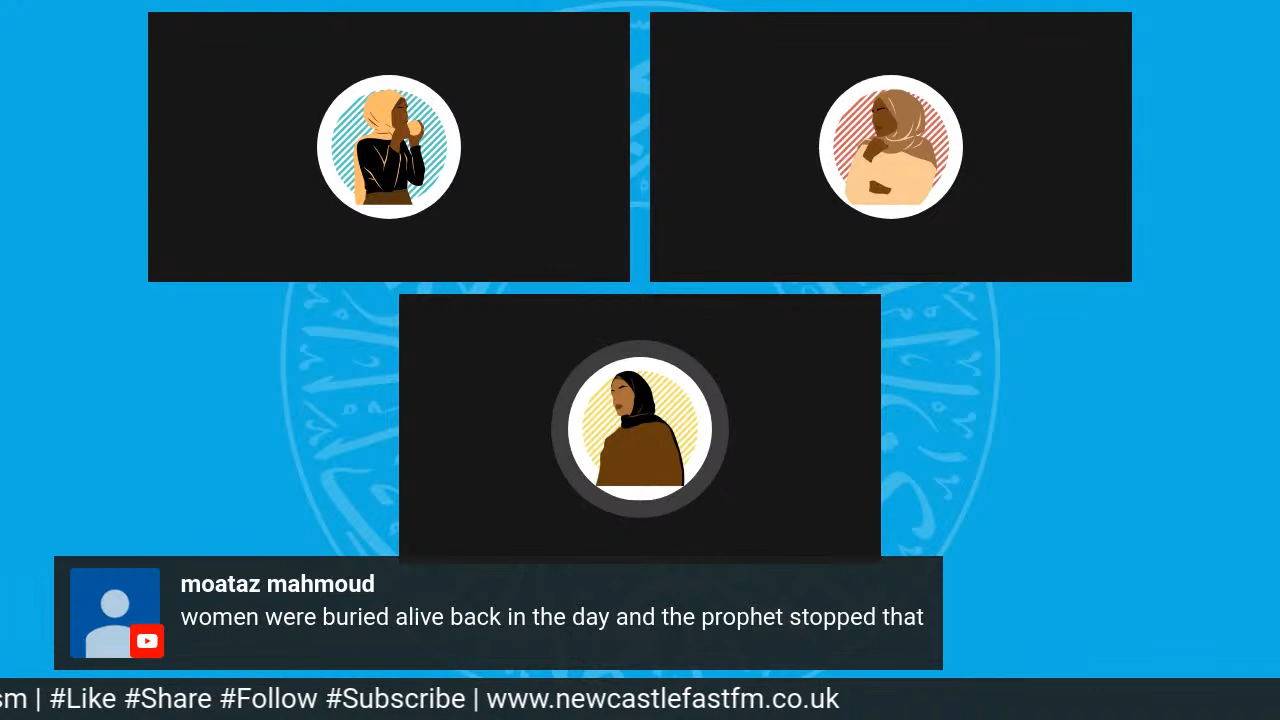 moataz mahmoud
women were buried alive back in the day and the prophet stopped that
sm | #Like #Share #Follow #Subscribe | www.newcastlefastfm.co.uk